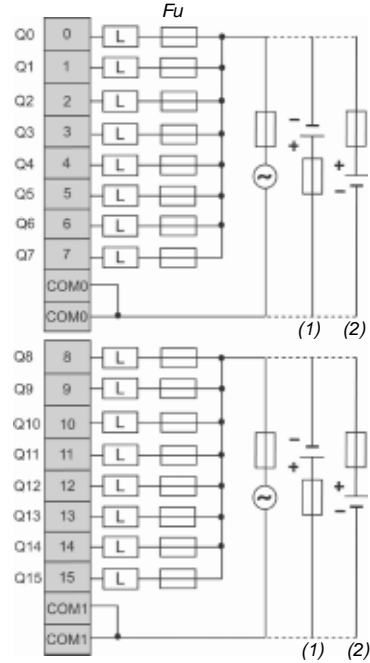 Fu
Q0 0 L
Q1 1 L
Q2 2 L
Q3 3 L
Q4 4 L
Q5 5 L
Q6 6 L
Q7 7 L
COM0
COM0
~
− +
+ −
(1) (2)
Q8 8 L
Q9 9 L
Q10 10 L
Q11 11 L
Q12 12 L
Q13 13 L
Q14 14 L
Q15 15 L
COM1
COM1
~
− +
+ −
(1) (2)